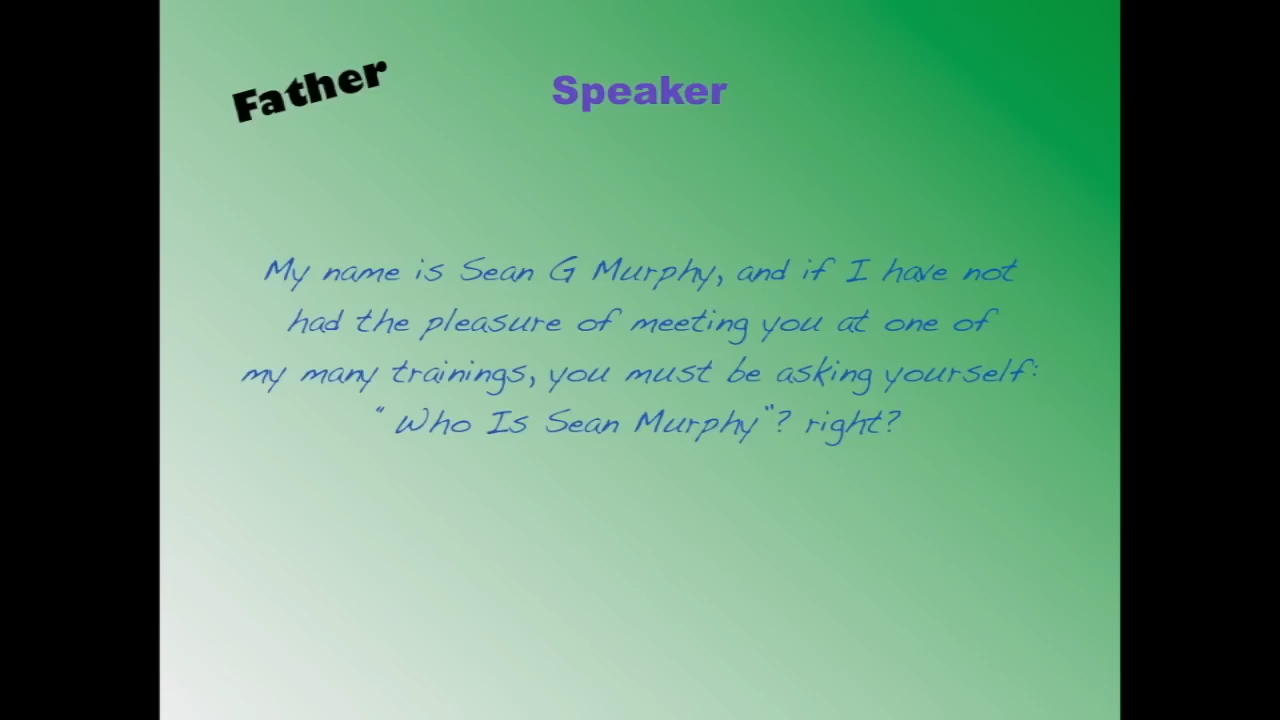 Father
Speaker
My name is Sean G Murphy, and if I have not
had the pleasure of meeting you at one of
my many trainings, you must be asking yourself:
“Who Is Sean Murphy”? right?